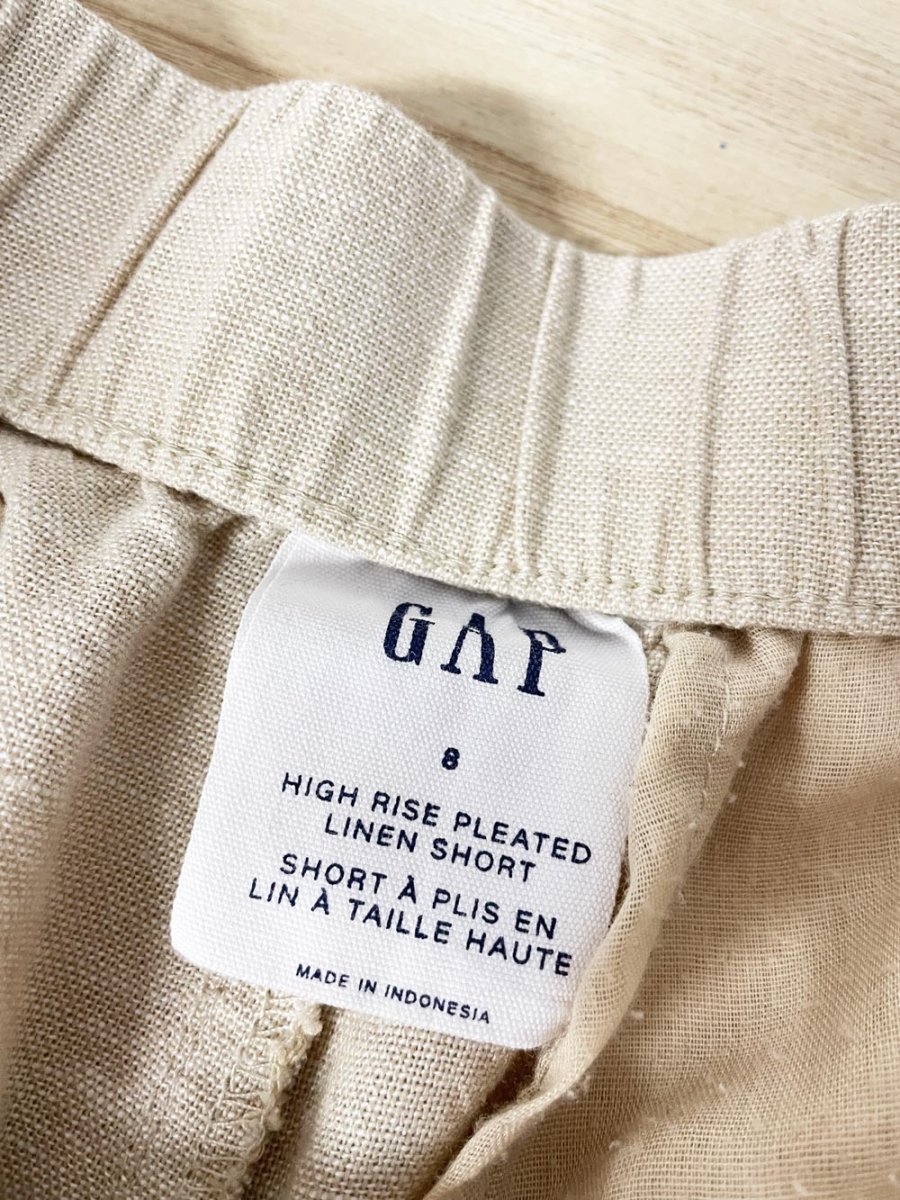 GAP
8
HIGH RISE PLEATED
LINEN SHORT
SHORT À PLIS EN
LIN À TAILLE HAUTE
MADE IN INDONESIA